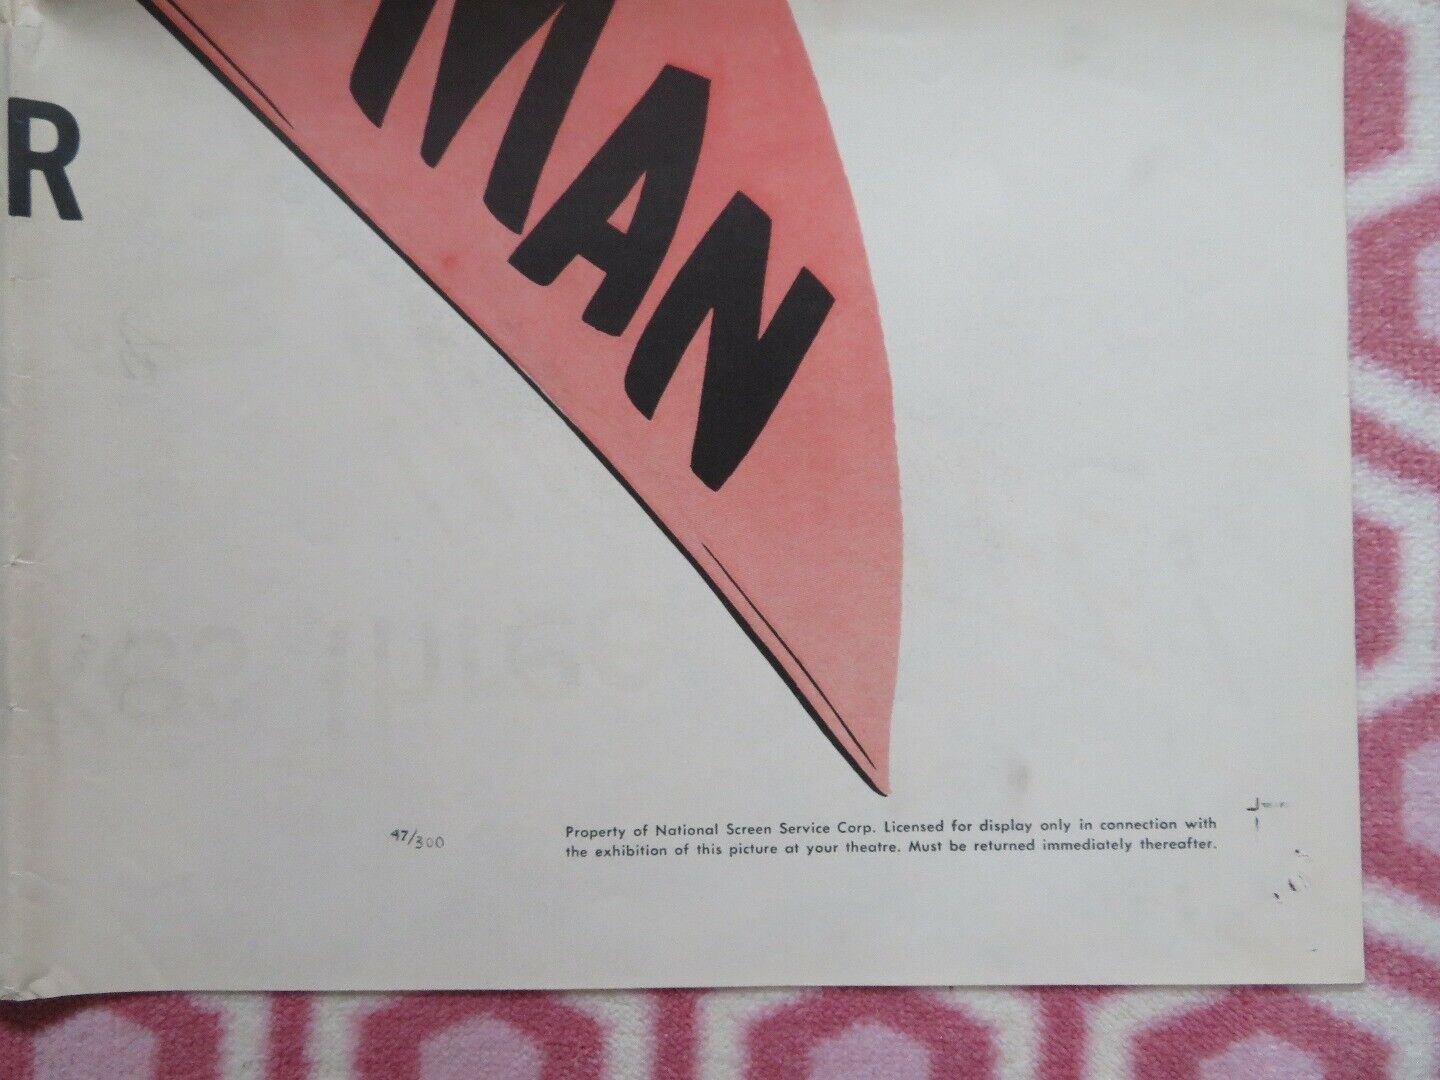 MAN
R
47/300
Property of National Screen Service Corp. Licensed for display only in connection with
the exhibition of this picture at your theatre. Must be returned immediately thereafter.